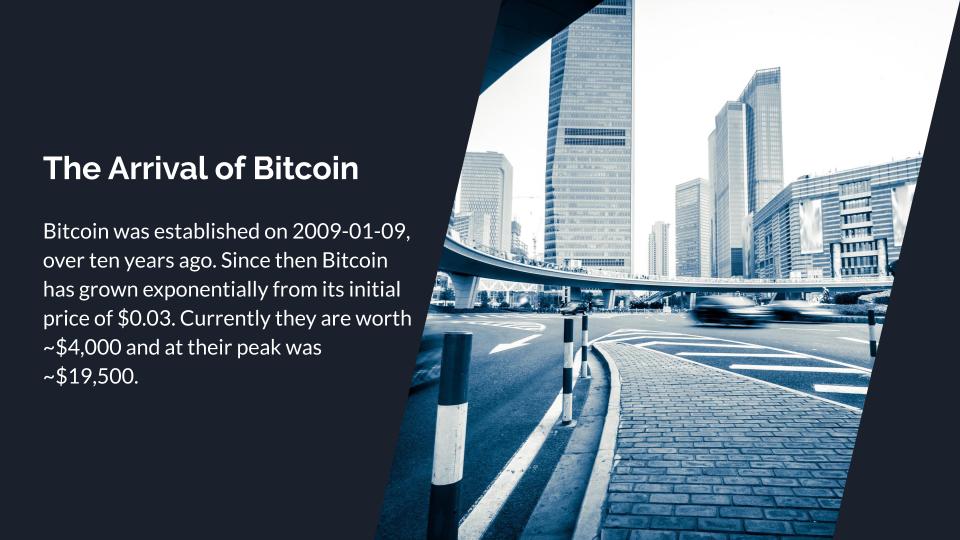 The Arrival of Bitcoin
Bitcoin was established on 2009-01-09,
over ten years ago. Since then Bitcoin
has grown exponentially from its initial
price of $0.03. Currently they are worth
~$4,000 and at their peak was
~$19,500.